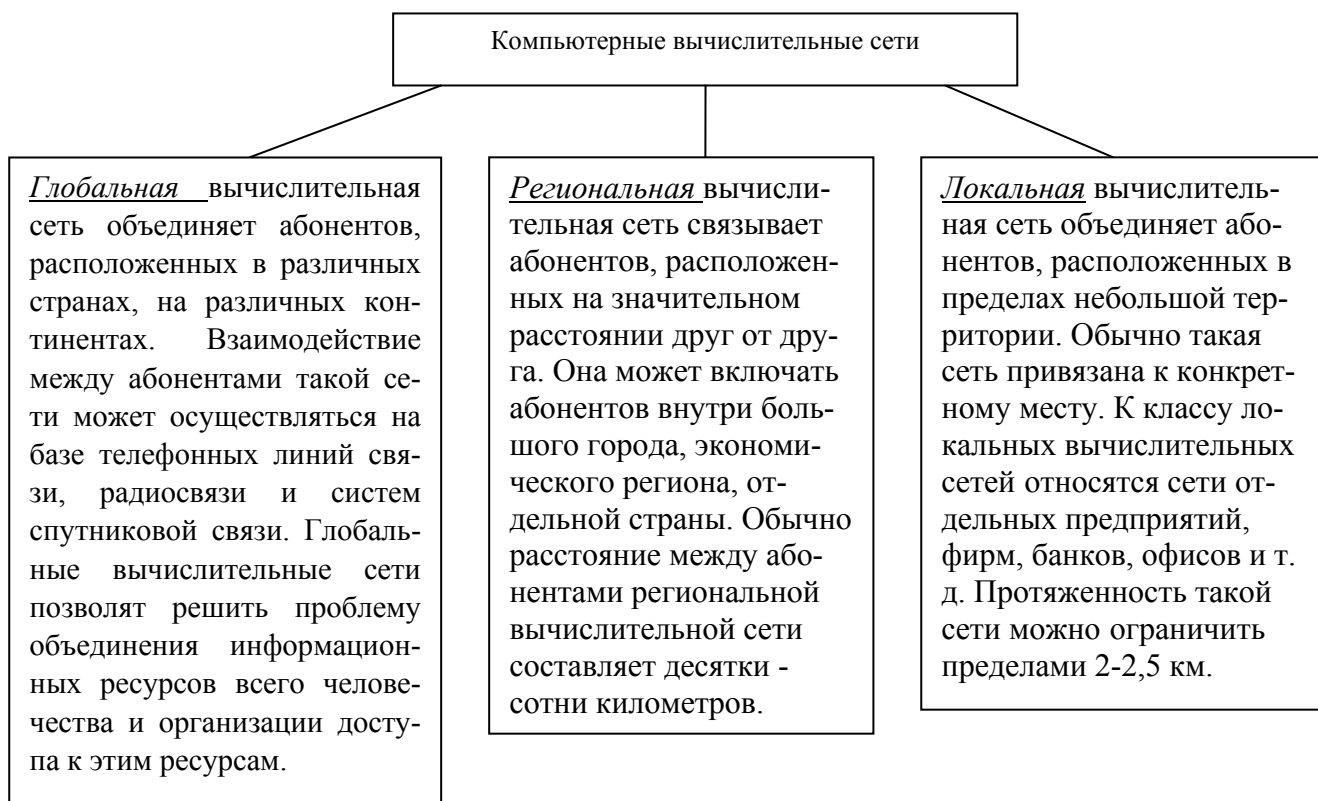 Компьютерные вычислительные сети
Глобальная вычислительная
сеть объединяет абонентов,
расположенных в различных
странах, на различных кон-
тинентах. Взаимодействие
между абонентами такой се-
ти может осуществляться на
базе телефонных линий свя-
зи, радиосвязи и систем
спутниковой связи. Глобаль-
ные вычислительные сети
позволят решить проблему
объединения информацион-
ных ресурсов всего челове-
чества и организации досту-
па к этим ресурсам.
Региональная вычисли-
тельная сеть связывает
абонентов, расположен-
ных на значительном
расстоянии друг от дру-
га. Она может включать
абонентов внутри боль-
шого города, экономи-
ческого региона, от-
дельной страны. Обычно
расстояние между або-
нентами региональной
вычислительной сети
составляет десятки -
сотни километров.
Локальная вычислитель-
ная сеть объединяет або-
нентов, расположенных в
пределах небольшой тер-
ритории. Обычно такая
сеть привязана к конкрет-
ному месту. К классу ло-
кальных вычислительных
сетей относятся сети от-
дельных предприятий,
фирм, банков, офисов и т.
д. Протяженность такой
сети можно ограничить
пределами 2-2,5 км.